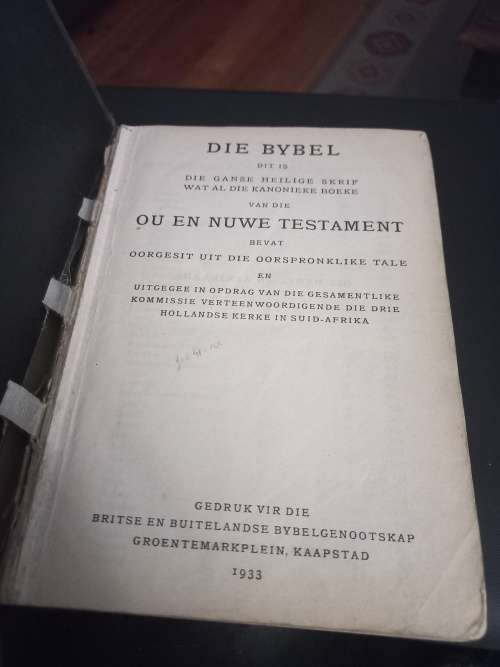 DIE BYBEL
DIT IS
DIE GANSE HEILIGE SKRIF
WAT AL DIE KANONIEKE BOEKE
VAN DIE
OU EN NUWE TESTAMENT
BEVAT
OORGESIT UIT DIE OORSPRONKLIKE TALE
EN
UITGEGEE IN OPDRAG VAN DIE GESAMENTLIKE
KOMMISSIE VERTEENWOORDIGENDE DIE DRIE
HOLLANDSE KERKE IN SUID-AFRIKA
GEDRUK VIR DIE
BRITSE EN BUITELANDSE BYBELGENOOTSKAP
GROENTEMARKPLEIN, KAAPSTAD
1933